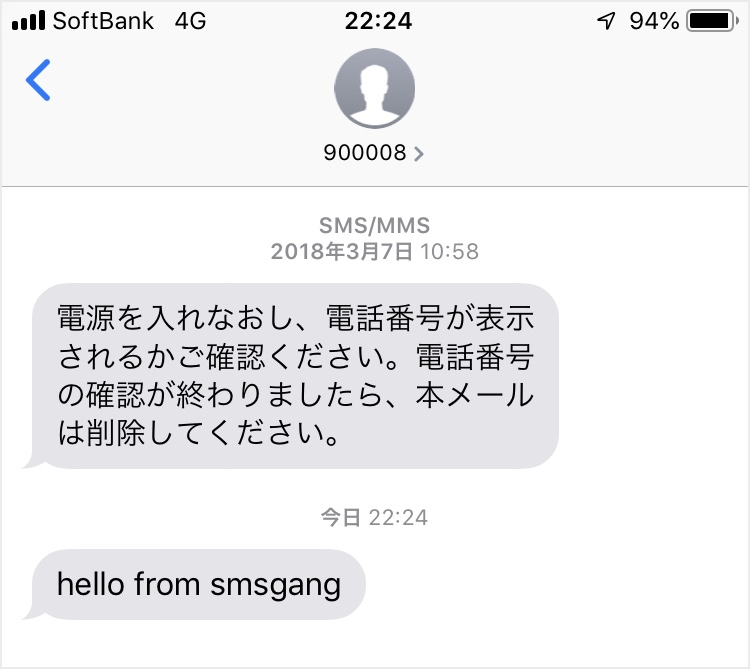 SoftBank 4G 22:24 94%
900008
SMS/MMS
2018年3月7日 10:58
電源を入れなおし、電話番号が表示
されるかご確認ください。電話番号
の確認が終わりましたら、本メール
は削除してください。
今日 22:24
hello from smsgang